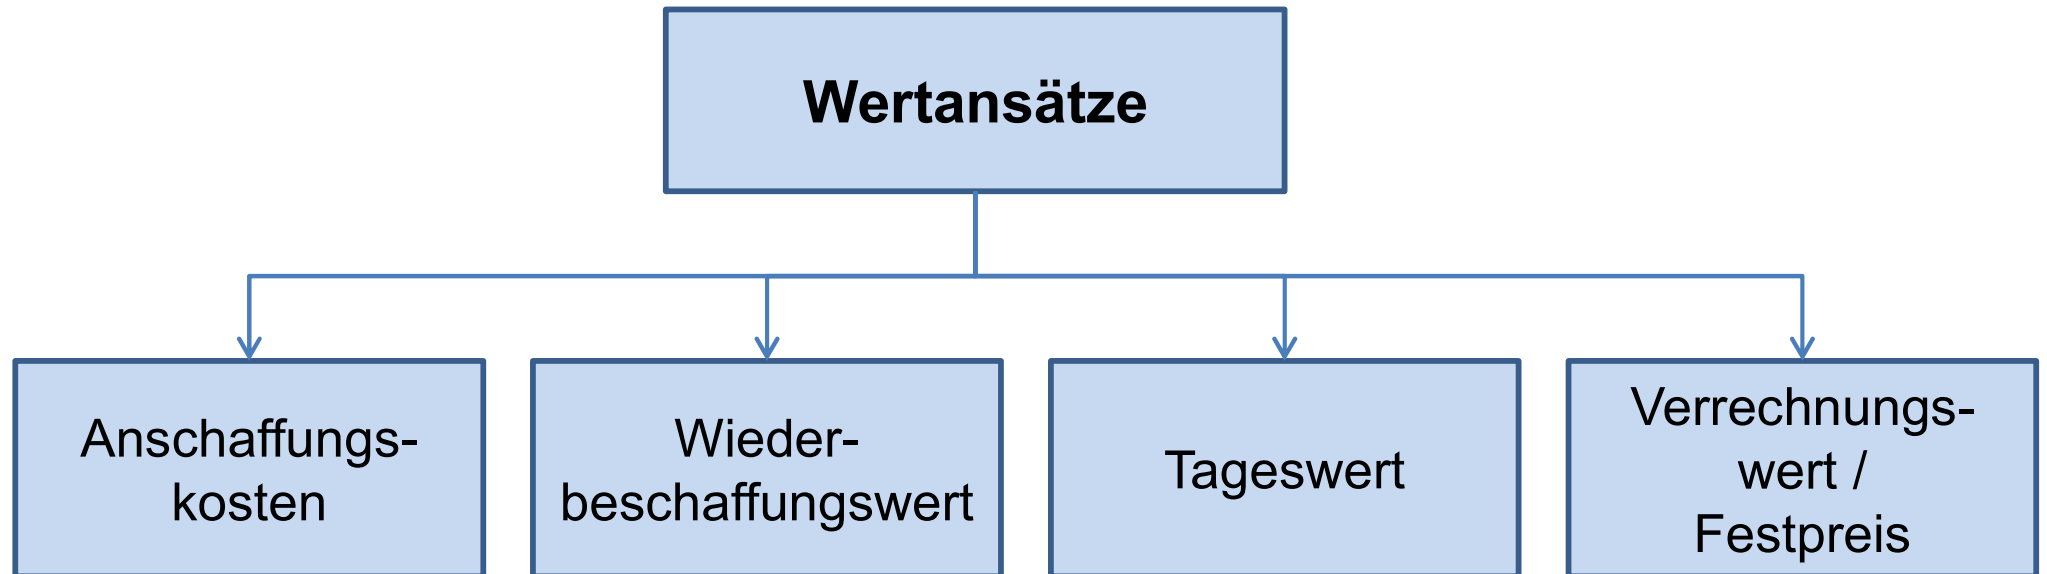 Wertansätze
Anschaffungs-
kosten
Wieder-
beschaffungswert
Tageswert
Verrechnungs-
wert /
Festpreis